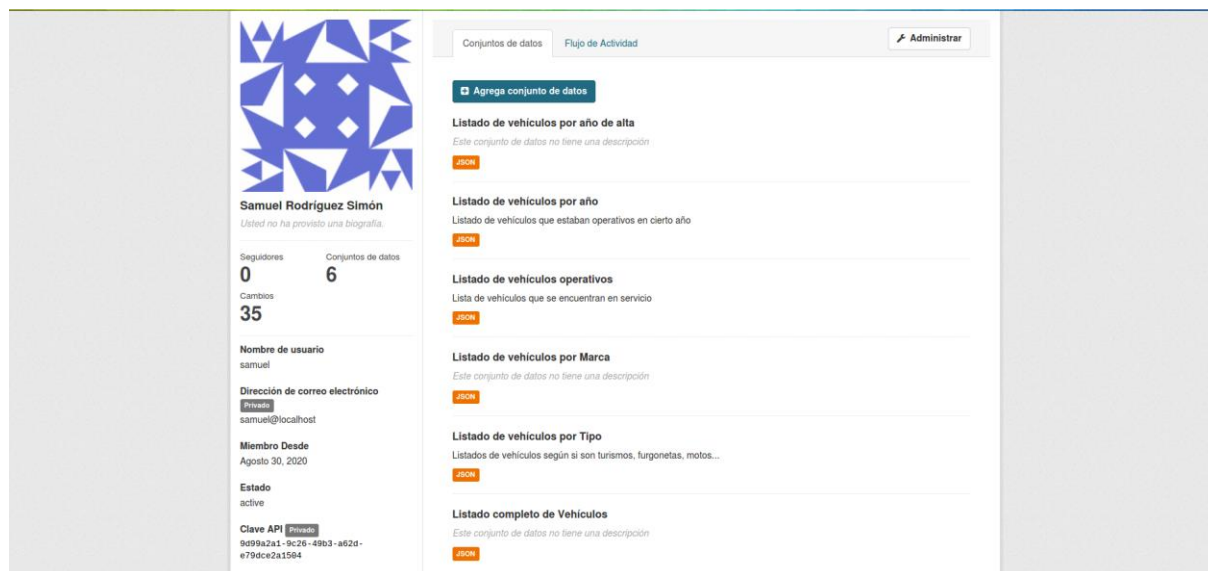 Samuel Rodríguez Simón
Usted no ha provisto una biografía.
Seguidores
0
Conjuntos de datos
6
Cambios
35
Nombre de usuario
samuel
Dirección de correo electrónico
Privado
samuel@localhost
Miembro Desde
Agosto 30, 2020
Estado
active
Clave API Privado
9d99a2a1-9c26-49b3-a62d-
e79dce2a1504
Conjuntos de datos
Flujo de Actividad
Administrar
Agrega conjunto de datos
Listado de vehículos por año de alta
Este conjunto de datos no tiene una descripción
JSON
Listado de vehículos por año
Listado de vehículos que estaban operativos en cierto año
JSON
Listado de vehículos operativos
Lista de vehículos que se encuentran en servicio
JSON
Listado de vehículos por Marca
Este conjunto de datos no tiene una descripción
JSON
Listado de vehículos por Tipo
Listados de vehículos según si son turismos, furgonetas, motos...
JSON
Listado completo de Vehículos
Este conjunto de datos no tiene una descripción
JSON